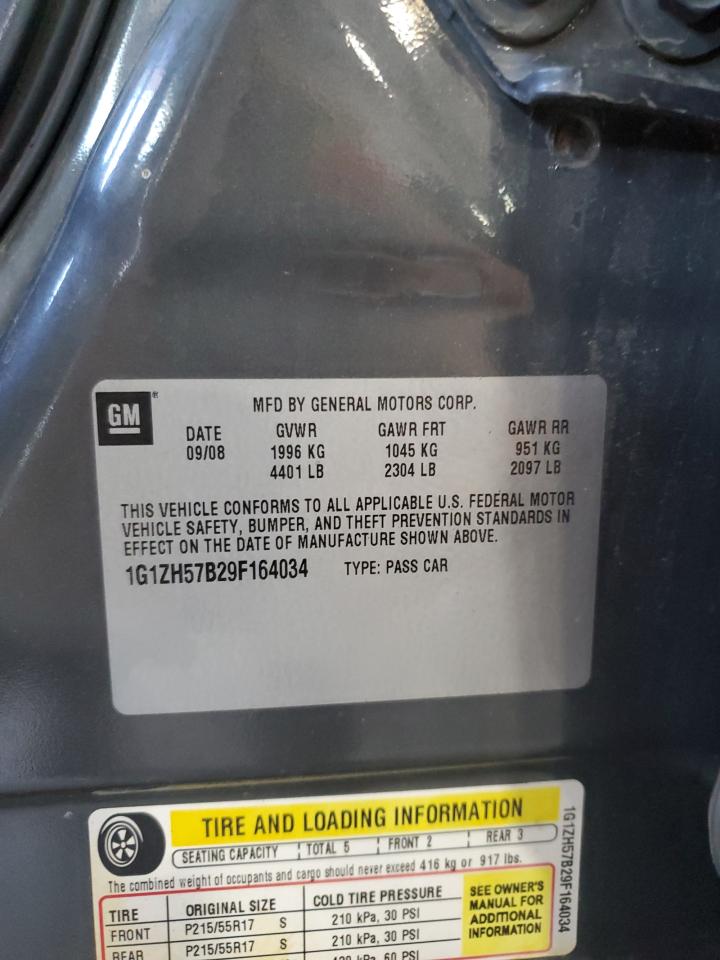 GM ®
MFD BY GENERAL MOTORS CORP.
DATE GVWR GAWR FRT GAWR RR
09/08 1996 KG 1045 KG 951 KG
4401 LB 2304 LB 2097 LB
THIS VEHICLE CONFORMS TO ALL APPLICABLE U.S. FEDERAL MOTOR
VEHICLE SAFETY, BUMPER, AND THEFT PREVENTION STANDARDS IN
EFFECT ON THE DATE OF MANUFACTURE SHOWN ABOVE.
1G1ZH57B29F164034 TYPE: PASS CAR
TIRE AND LOADING INFORMATION
SEATING CAPACITY TOTAL 5 FRONT 2 REAR 3
The combined weight of occupants and cargo should never exceed 416 kg or 917 lbs.
TIRE ORIGINAL SIZE COLD TIRE PRESSURE
FRONT P215/55R17 S 210 kPa, 30 PSI
REAR P215/55R17 S 210 kPa, 30 PSI
420 kPa, 60 PSI
SEE OWNER'S
MANUAL FOR
ADDITIONAL
INFORMATION
1G1ZH57B29F164034